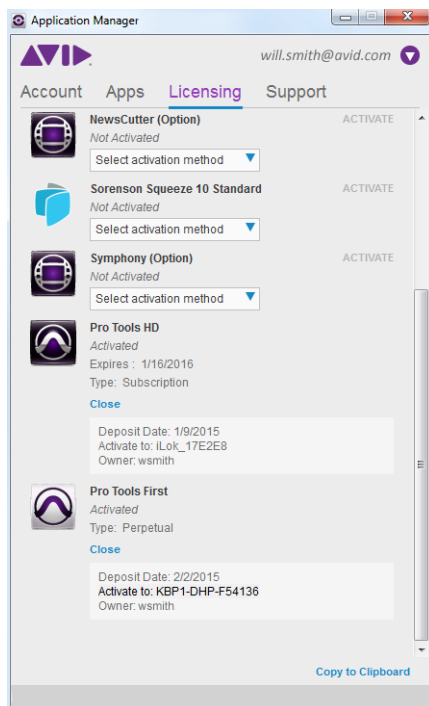 Application Manager
AVID
will.smith@avid.com
Account Apps Licensing Support
NewsCutter (Option)
ACTIVATE
Not Activated
Select activation method
Sorenson Squeeze 10 Standard
ACTIVATE
Not Activated
Select activation method
Symphony (Option)
ACTIVATE
Not Activated
Select activation method
Pro Tools HD
Activated
Expires : 1/16/2016
Type: Subscription
Close
Deposit Date: 1/9/2015
Activate to: iLok_17E2E8
Owner: wsmith
Pro Tools First
Activated
Type: Perpetual
Close
Deposit Date: 2/2/2015
Activate to: KBP1-DHP-F54136
Owner: wsmith
Copy to Clipboard